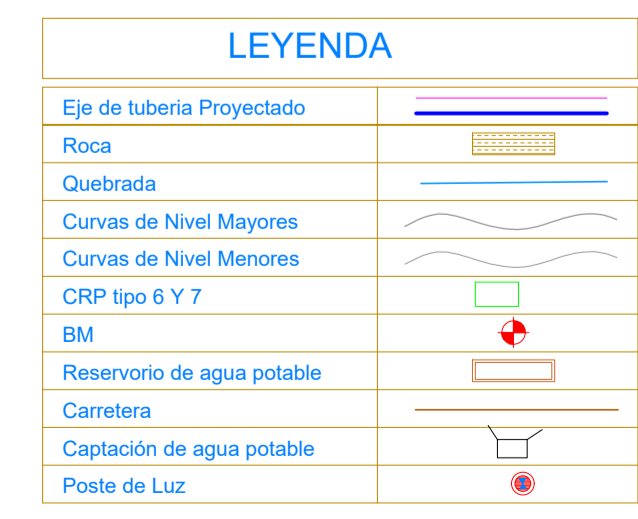 LEYENDA
Eje de tuberia Proyectado
Roca
Quebrada
Curvas de Nivel Mayores
Curvas de Nivel Menores
CRP tipo 6 Y 7
BM
Reservorio de agua potable
Carretera
Captación de agua potable
Poste de Luz